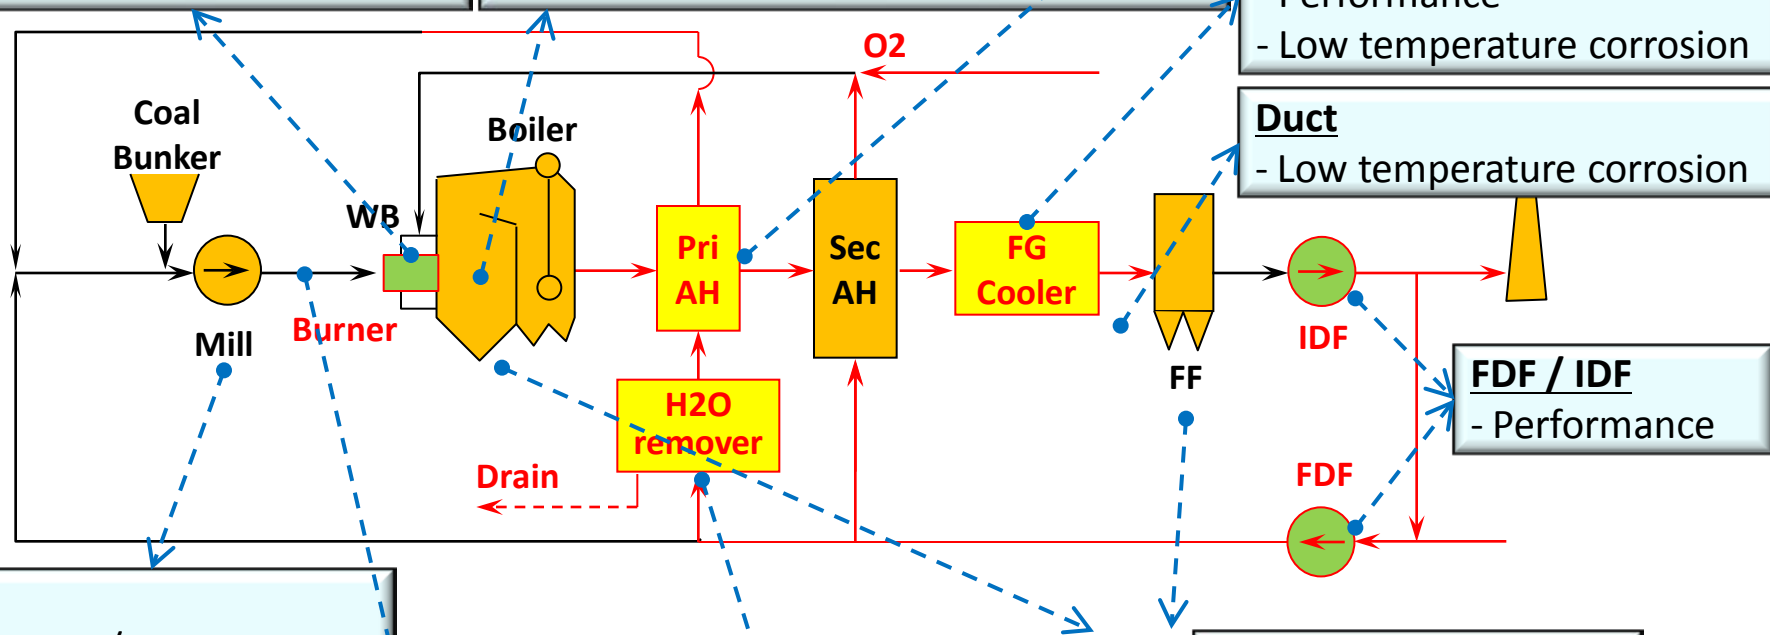 - Performance
- Low temperature corrosion
O2
Coal
Bunker
Boiler
Duct
- Low temperature corrosion
WB
Pri
AH
Sec
AH
FG
Cooler
Burner
Mill
IDF
FF
FDF / IDF
- Performance
H2O
remover
Drain
FDF